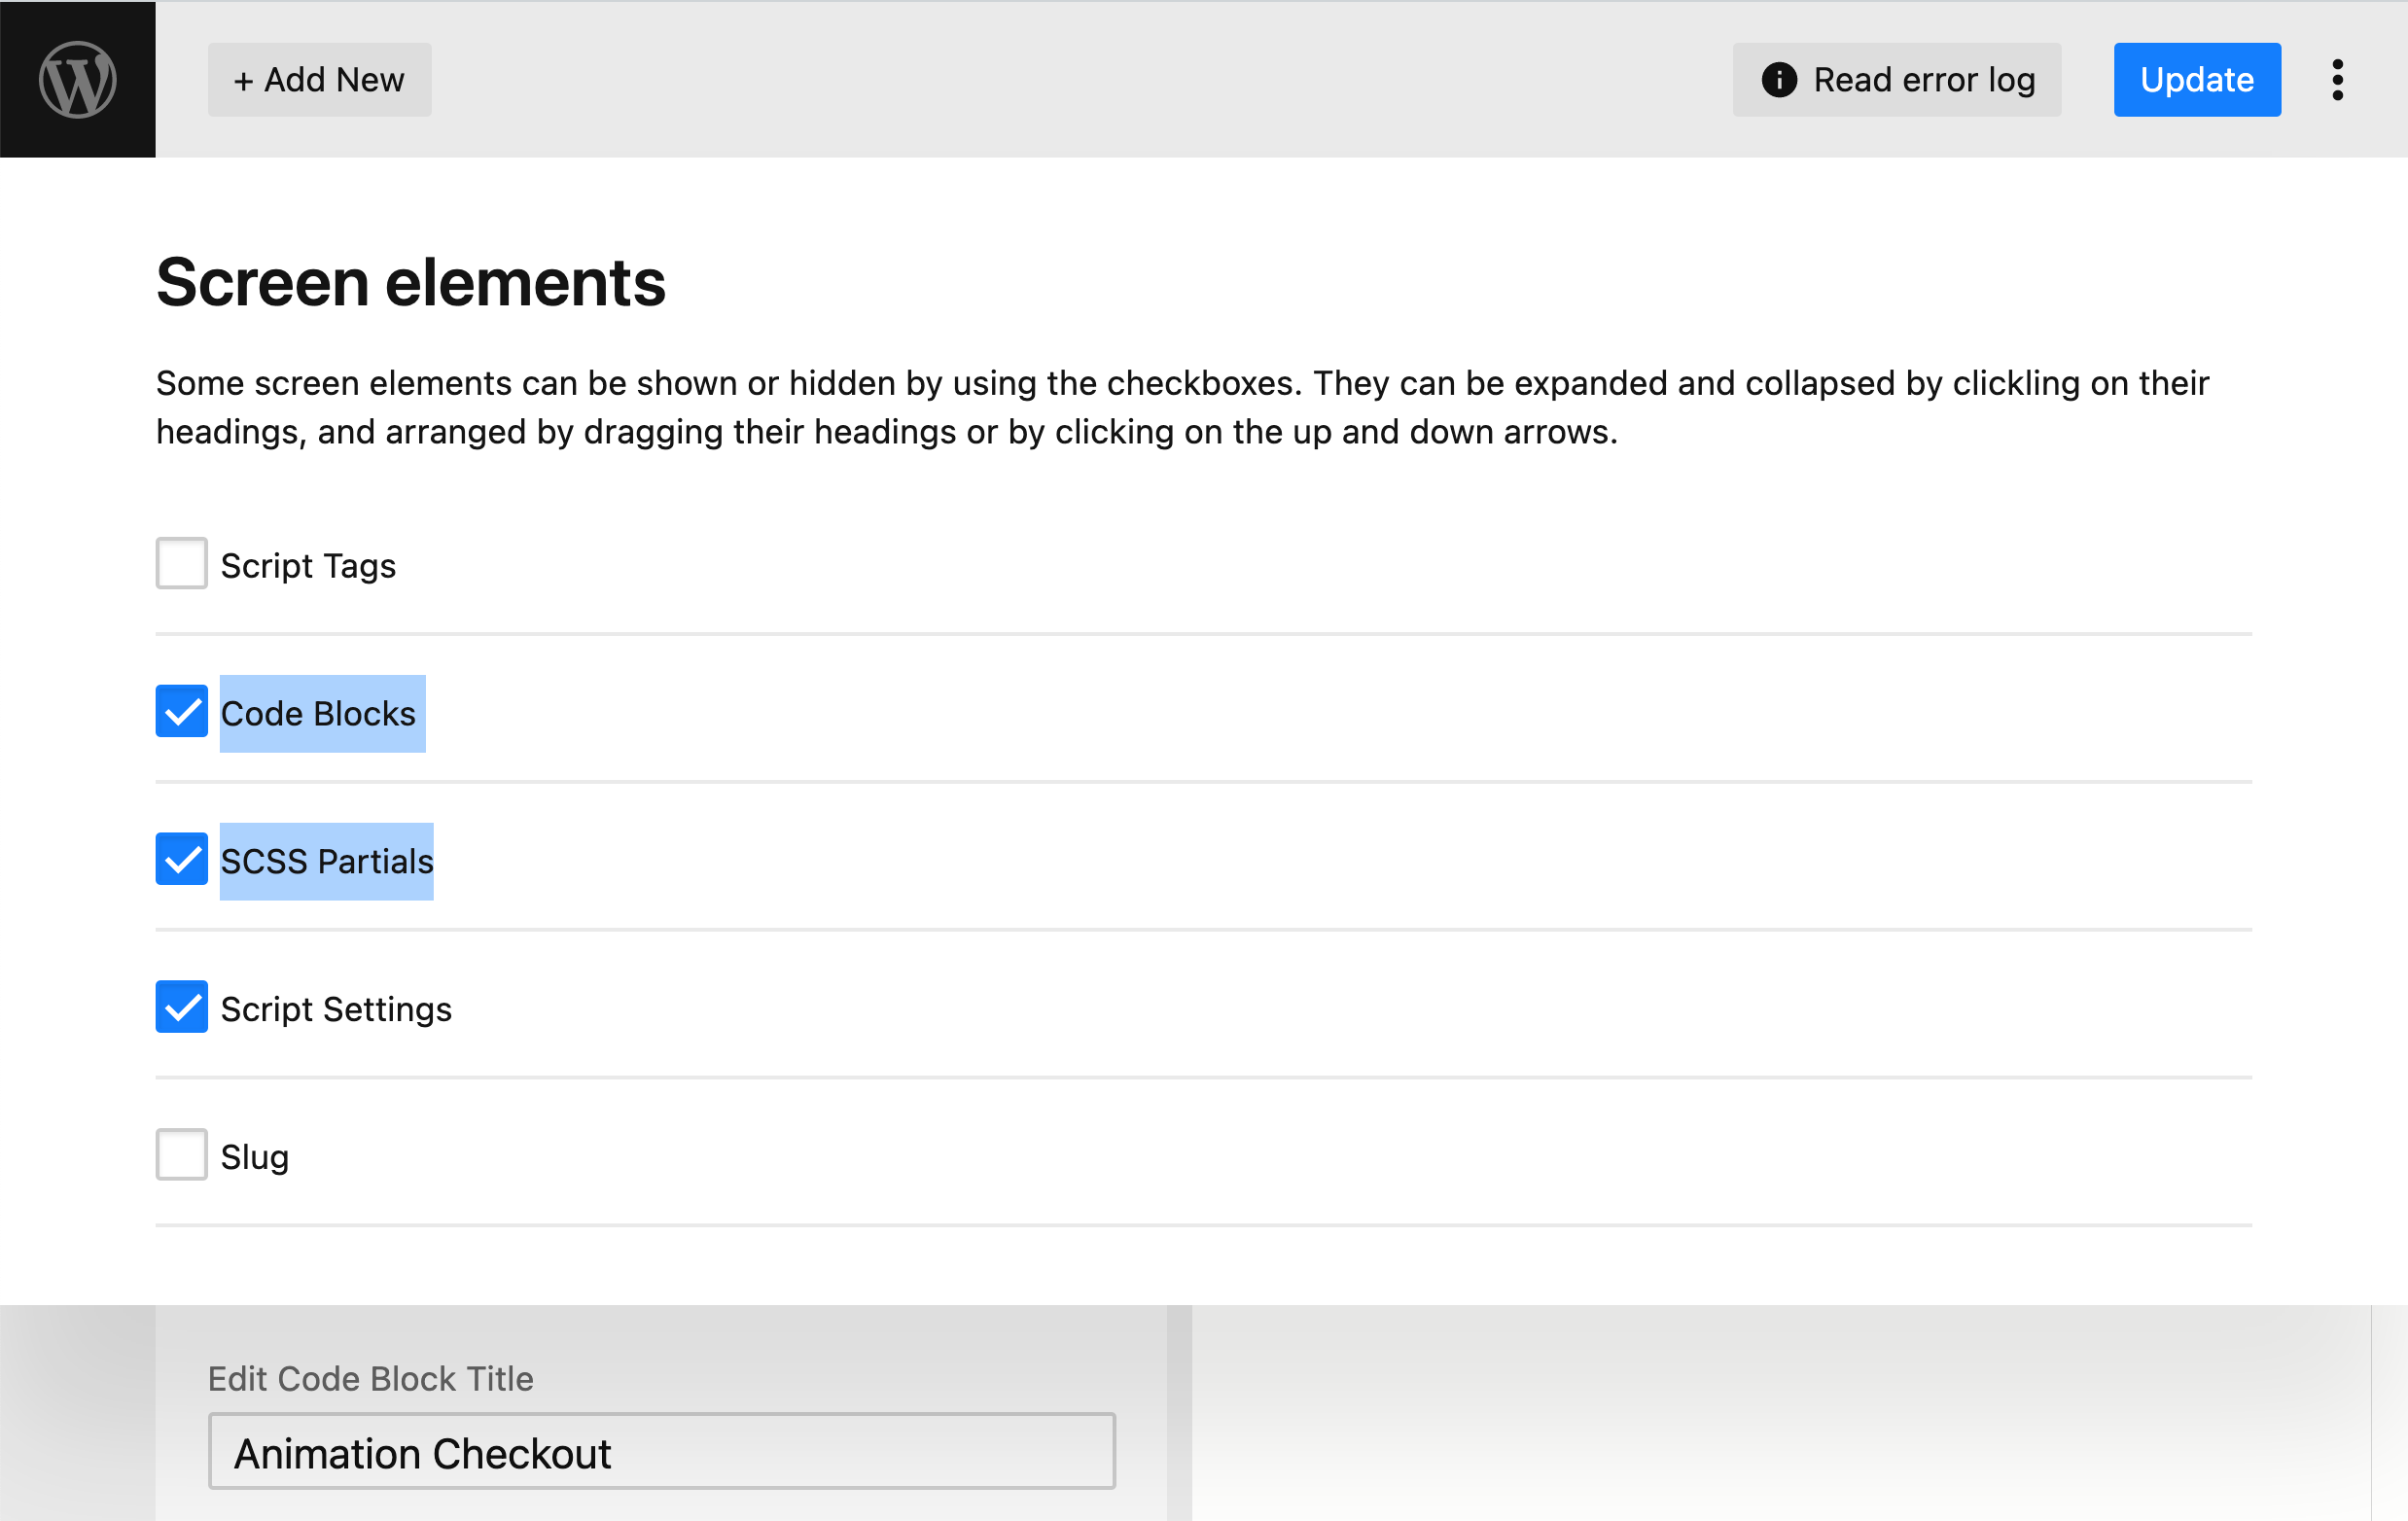 + Add New
Read error log
Update
Screen elements
Some screen elements can be shown or hidden by using the checkboxes. They can be expanded and collapsed by clickling on their
headings, and arranged by dragging their headings or by clicking on the up and down arrows.
Script Tags
Code Blocks
SCSS Partials
Script Settings
Slug
Edit Code Block Title
Animation Checkout